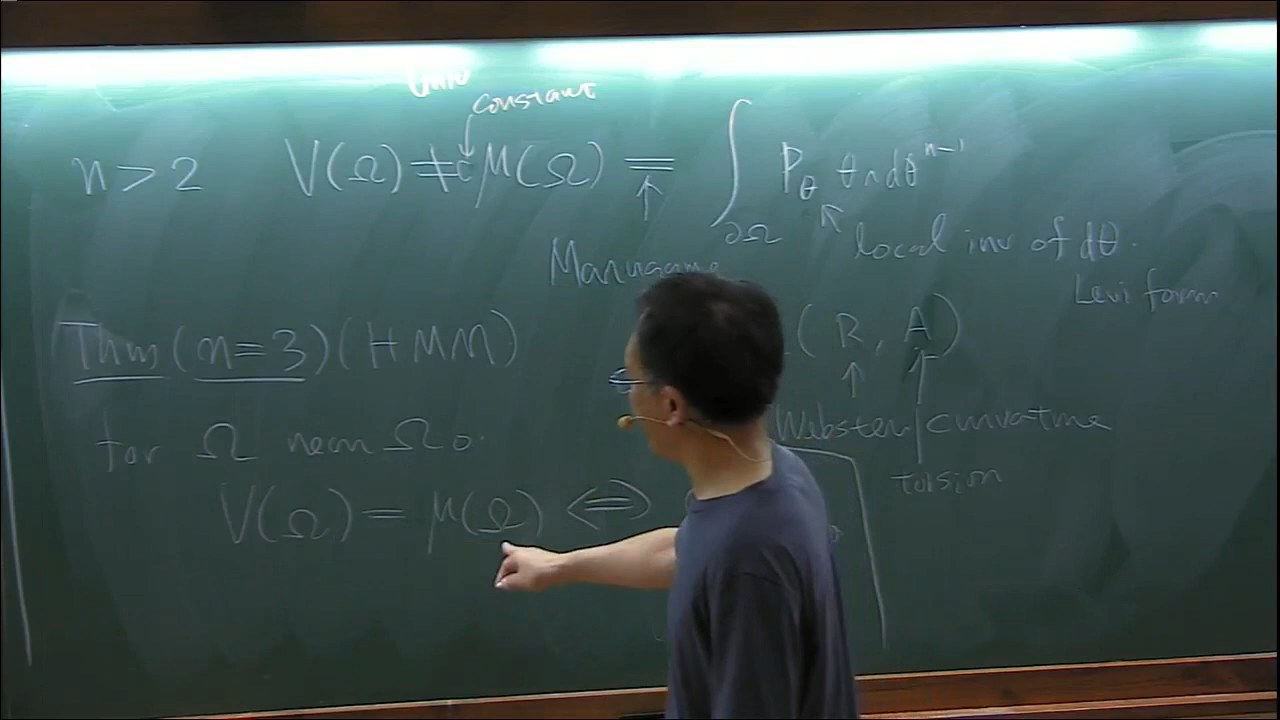 constant
n > 2   V(Ω) ≠ c μ(Ω) = ∫_{∂Ω} P_θ θ∧dθ^{n-1}
local inv of dθ.
Levi form
Thm (n=3) (HMM)
(R, A)
for Ω near Ω₀.
Webster curvature
torsion
V(Ω) = μ(Ω) ⟺